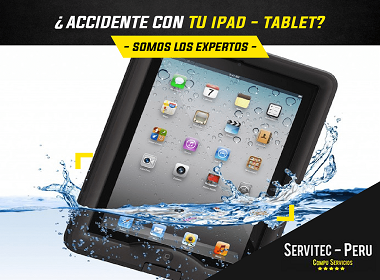 ¿ACCIDENTE CON TU IPAD - TABLET?
- SOMOS LOS EXPERTOS -
SERVITEC - PERU
COMPU SERVICIOS